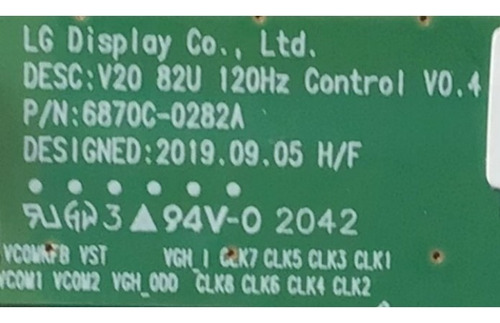 LG Display Co., Ltd.
DESC:V20 82U 120Hz Control V0.4
P/N:6870C-0282A
DESIGNED:2019.09.05 H/F
3 ▲ 94V-0 2042
VST VGH_I CLK7 CLK5 CLK3 CLK1
VCOM1 VCOM2 VGH_ODD CLK8 CLK6 CLK4 CLK2